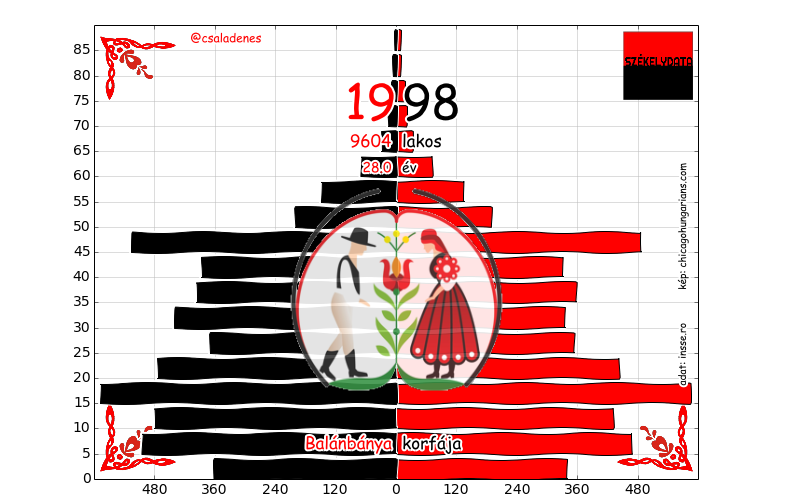 @csaladenes
SZÉKELYDATA
1998
9604 lakos
28.0 év
kép: chicagohungarians.com
adat: insse.ro
Balánbánya korfája
85
80
75
70
65
60
55
50
45
40
35
30
25
20
15
10
5
0
480 360 240 120 0 120 240 360 480